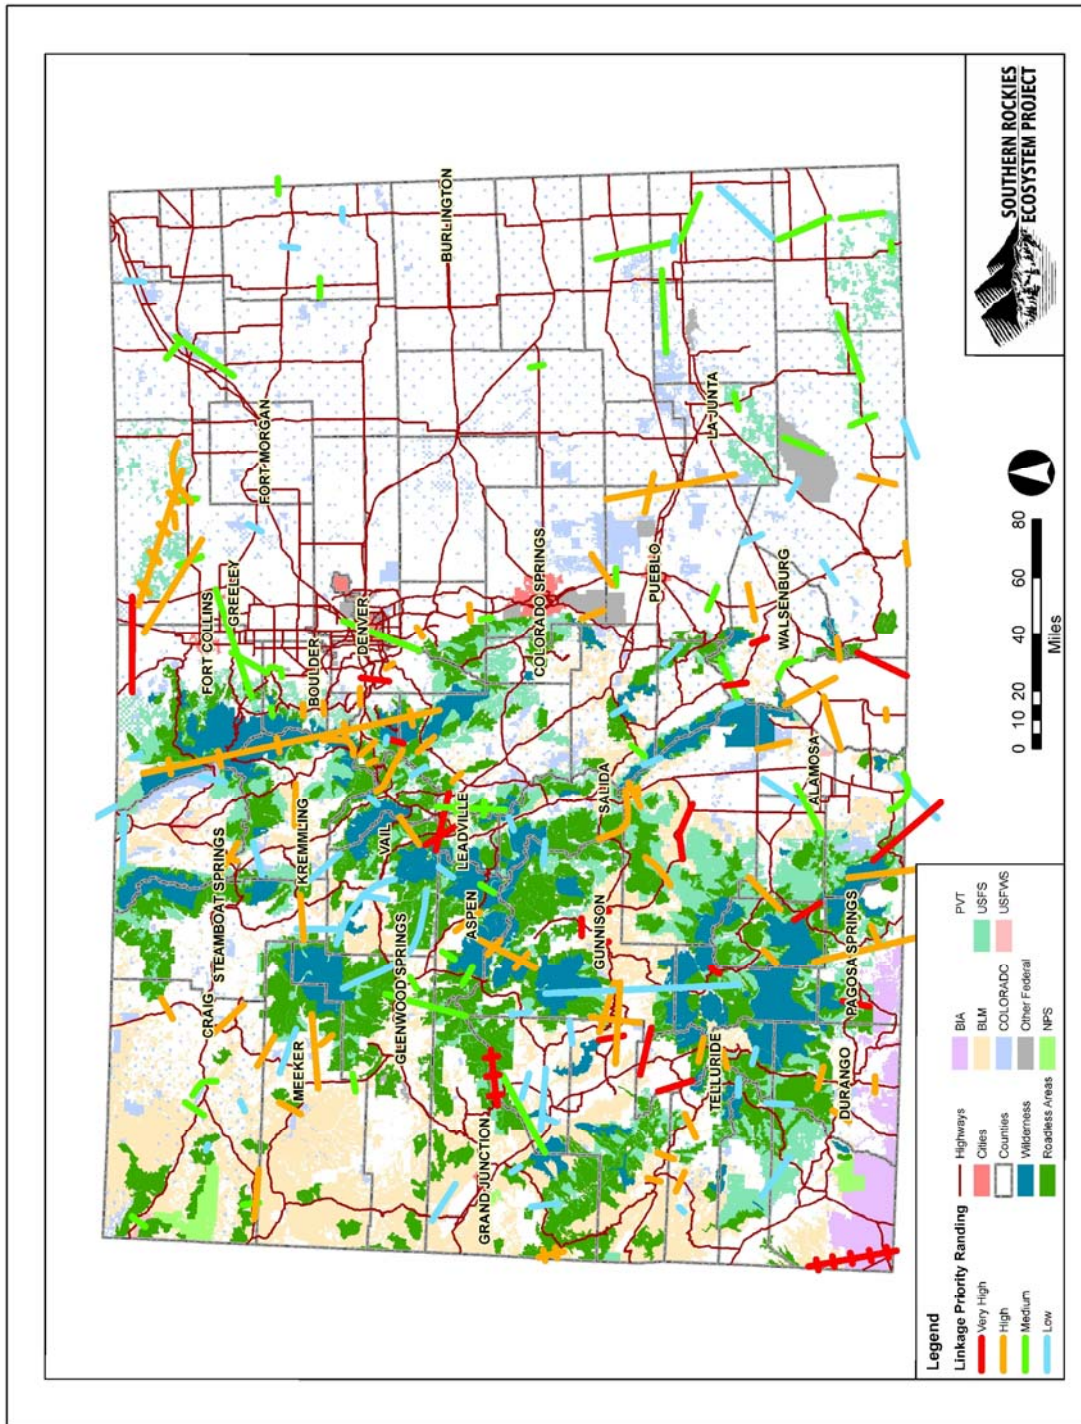 SOUTHERN ROCKIES
ECOSYSTEM PROJECT
CRAIG
STEAMBOAT SPRINGS
FORT COLLINS
GREELEY
FORT MORGAN
MEEKER
KREMMLING
BOULDER
DENVER
VAIL
GLENWOOD SPRINGS
LEADVILLE
ASPEN
BURLINGTON
GRAND JUNCTION
COLORADO SPRINGS
GUNNISON
SALIDA
PUEBLO
LA JUNTA
TELLURIDE
WALSENBURG
ALAMOSA
DURANGO
PAGOSA SPRINGS
0 10 20 40 60 80
Miles
Legend
Linkage Priority Randing
Very High
High
Medium
Low
Highways
Cities
Counties
Wilderness
Roadless Areas
BIA
BLM
COLORADC
Other Federal
NPS
PVT
USFS
USFWS